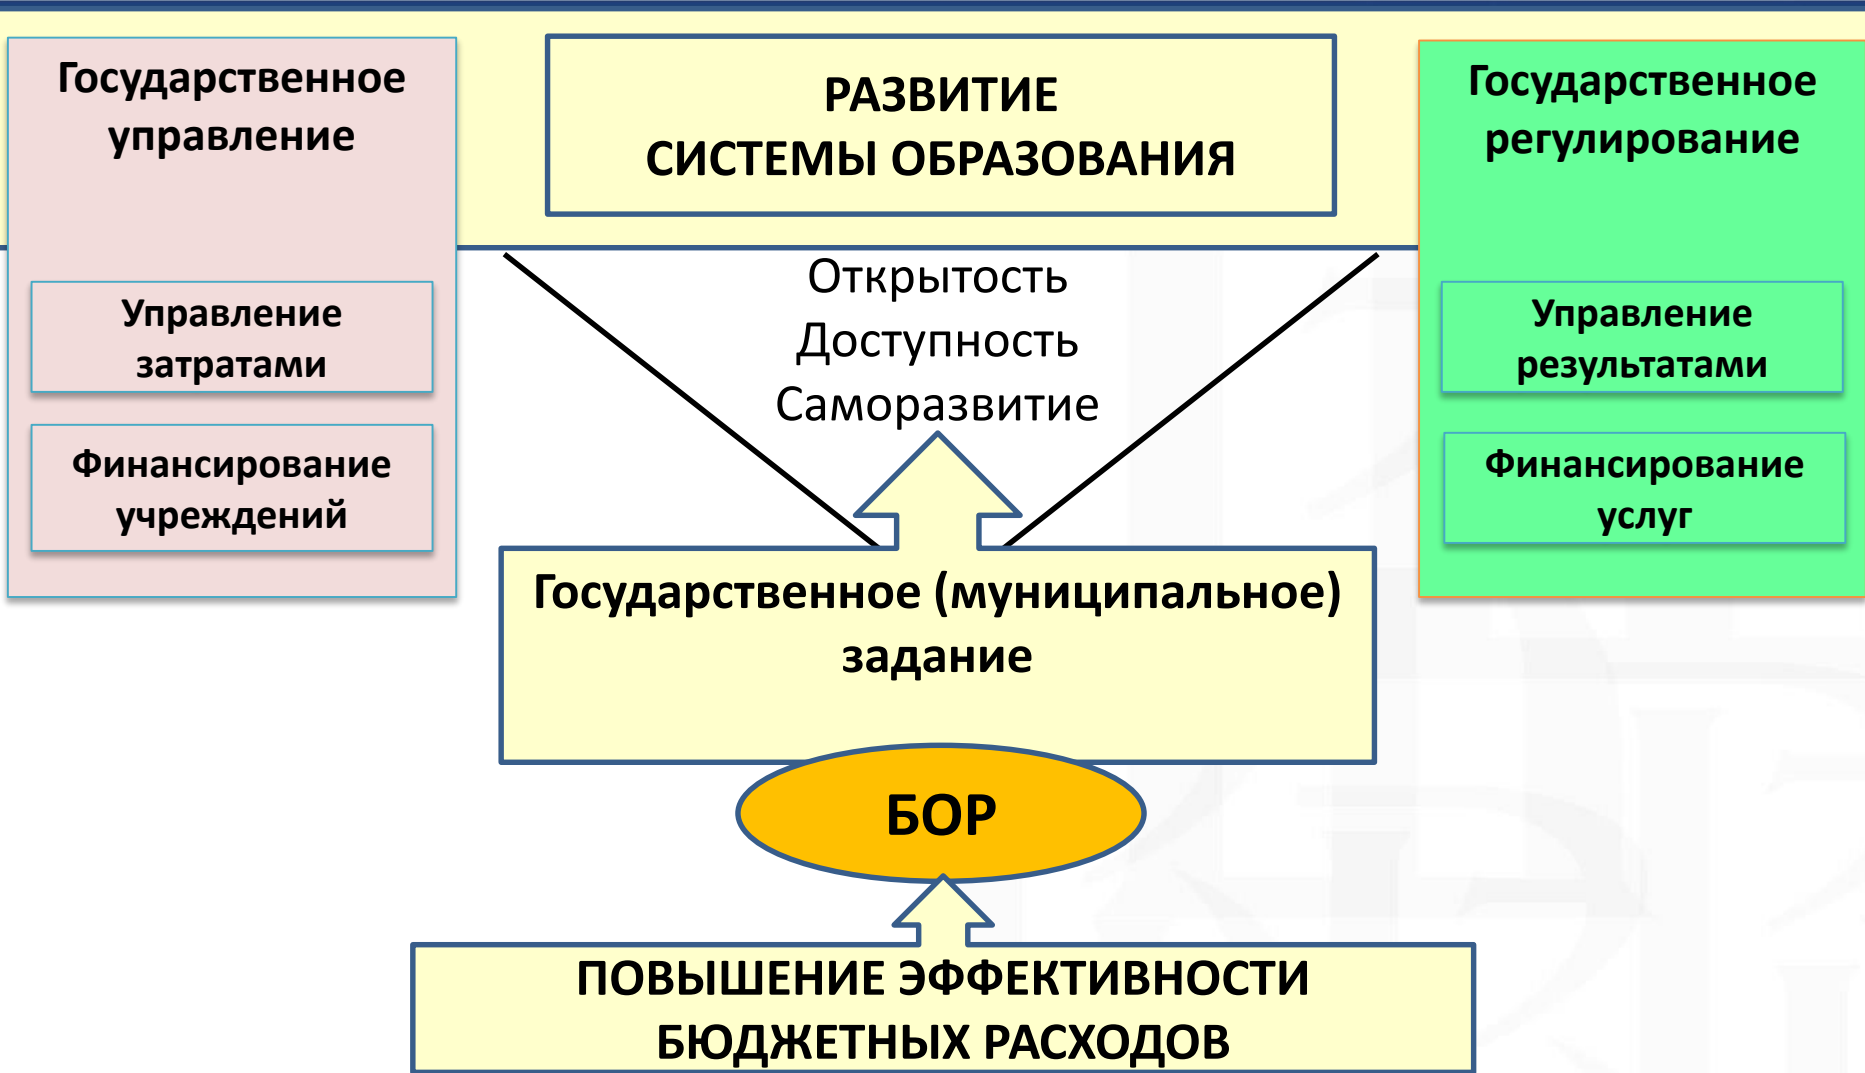 Государственное
управление
Управление
затратами
Финансирование
учреждений
РАЗВИТИЕ
СИСТЕМЫ ОБРАЗОВАНИЯ
Открытость
Доступность
Саморазвитие
Государственное
регулирование
Управление
результатами
Финансирование
услуг
Государственное (муниципальное)
задание
БОР
ПОВЫШЕНИЕ ЭФФЕКТИВНОСТИ
БЮДЖЕТНЫХ РАСХОДОВ